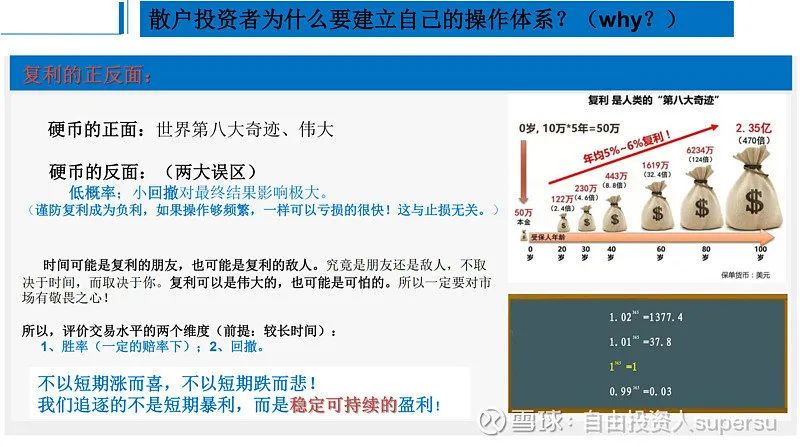 散户投资者为什么要建立自己的操作体系？（why？）
复利的正反面：
硬币的正面：世界第八大奇迹、伟大
硬币的反面：（两大误区）
低概率；小回撤对最终结果影响极大。
（谨防复利成为负利，如果操作够频繁，一样可以亏损的很快！这与止损无关。）
时间可能是复利的朋友，也可能是复利的敌人。究竟是朋友还是敌人，不取
决于时间，而取决于你。复利可以是伟大的，也可能是可怕的。所以一定要对市
场有敬畏之心！
所以，评价交易水平的两个维度（前提：较长时间）：
1、胜率（一定的赔率下）；2、回撤。
不以短期涨而喜，不以短期跌而悲！
我们追逐的不是短期暴利，而是稳定可持续的盈利！
复利 是人类的“第八大奇迹”
0岁，10万*5年=50万
年均5%~6%复利！
2.35亿
(470倍)
6234万
(124倍)
1619万
(32.4倍)
443万
(8.8倍)
230万
(4.6倍)
122万
(2.4倍)
50万
本金
$ $ $ $ $ $
受保人年龄
0岁 20岁 30岁 40岁 60岁 80岁 100岁
保单货币：美元
1.02^365=1377.4
1.01^365=37.8
1^365=1
0.99^365=0.03
雪球：自由投资人supersu